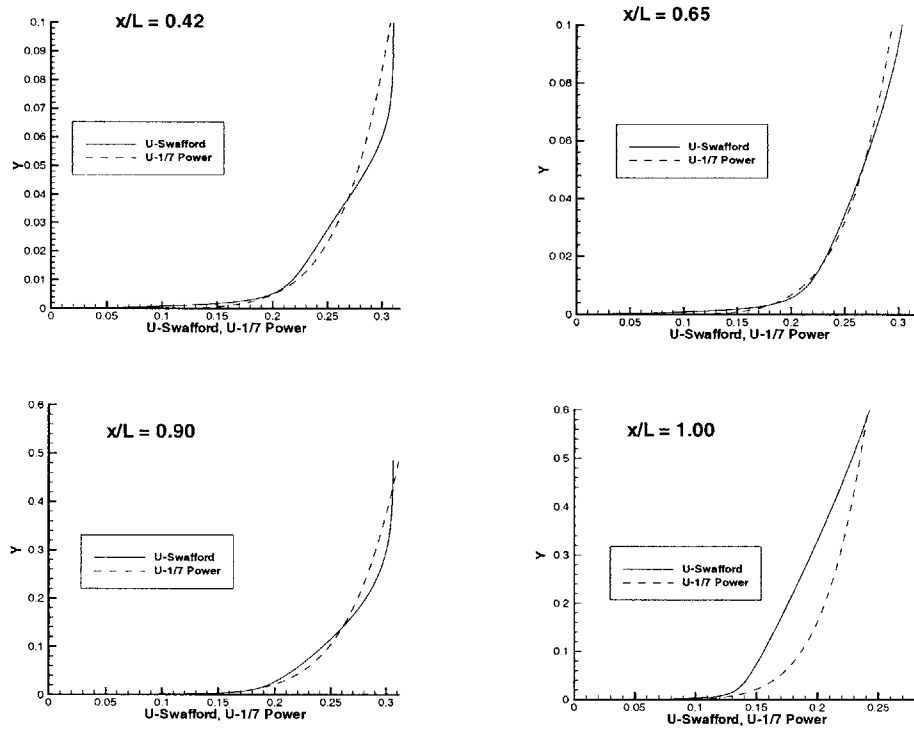 x/L = 0.42
0.1
0.09
0.08
0.07
0.06
0.05
0.04
0.03
0.02
0.01
0
Y
U-Swafford
U-1/7 Power
0 0.05 0.1 0.15 0.2 0.25 0.3
U-Swafford, U-1/7 Power
x/L = 0.65
0.1
0.08
0.06
0.04
0.02
0
Y
U-Swafford
U-1/7 Power
0 0.05 0.1 0.15 0.2 0.25 0.3
U-Swafford, U-1/7 Power
x/L = 0.90
0.6
0.5
0.4
0.3
0.2
0.1
0
Y
U-Swafford
U-1/7 Power
0 0.05 0.1 0.15 0.2 0.25 0.3
U-Swafford, U-1/7 Power
x/L = 1.00
0.6
0.5
0.4
0.3
0.2
0.1
0
Y
U-Swafford
U-1/7 Power
0 0.05 0.1 0.15 0.2 0.25
U-Swafford, U-1/7 Power